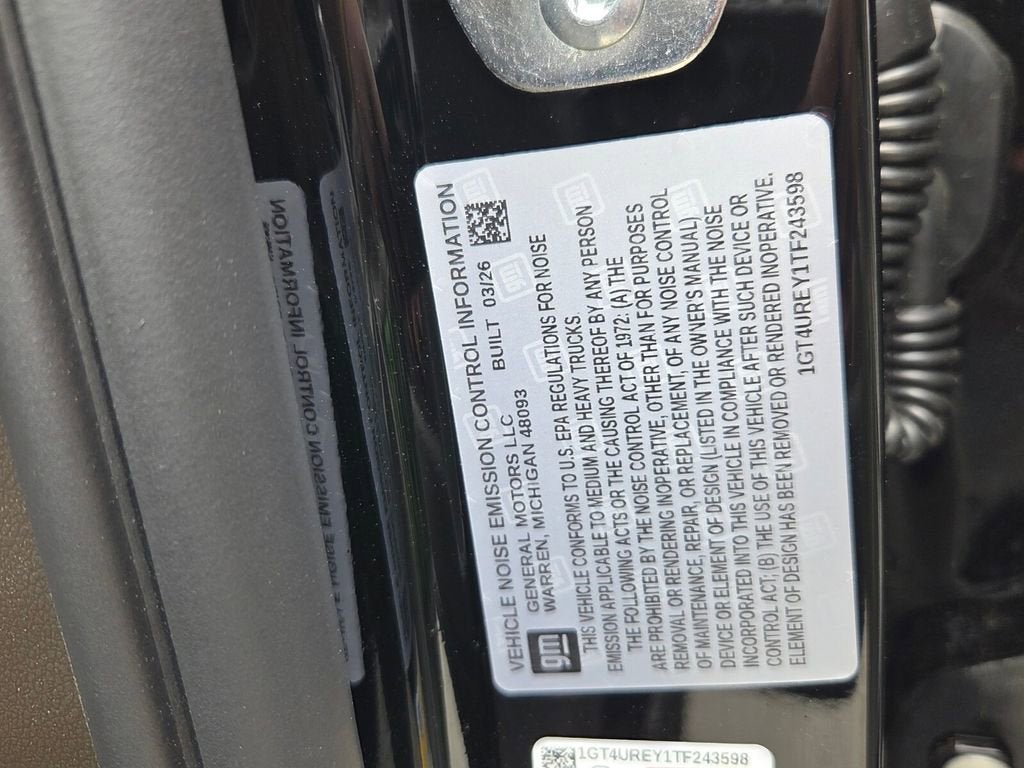 VEHICLE NOISE EMISSION CONTROL INFORMATION
gm
GENERAL MOTORS LLC BUILT 03/26
WARREN, MICHIGAN 48093
THIS VEHICLE CONFORMS TO U.S. EPA REGULATIONS FOR NOISE
EMISSION APPLICABLE TO MEDIUM AND HEAVY TRUCKS.
THE FOLLOWING ACTS OR THE CAUSING THEREOF BY ANY PERSON
ARE PROHIBITED BY THE NOISE CONTROL ACT OF 1972: (A) THE
REMOVAL OR RENDERING INOPERATIVE, OTHER THAN FOR PURPOSES
OF MAINTENANCE, REPAIR, OR REPLACEMENT, OF ANY NOISE CONTROL
DEVICE OR ELEMENT OF DESIGN (LISTED IN THE OWNER'S MANUAL)
INCORPORATED INTO THIS VEHICLE IN COMPLIANCE WITH THE NOISE
CONTROL ACT, (B) THE USE OF THIS VEHICLE AFTER SUCH DEVICE OR
ELEMENT OF DESIGN HAS BEEN REMOVED OR RENDERED INOPERATIVE.
1GT4UREY1TF243598
1GT4UREY1TF243598